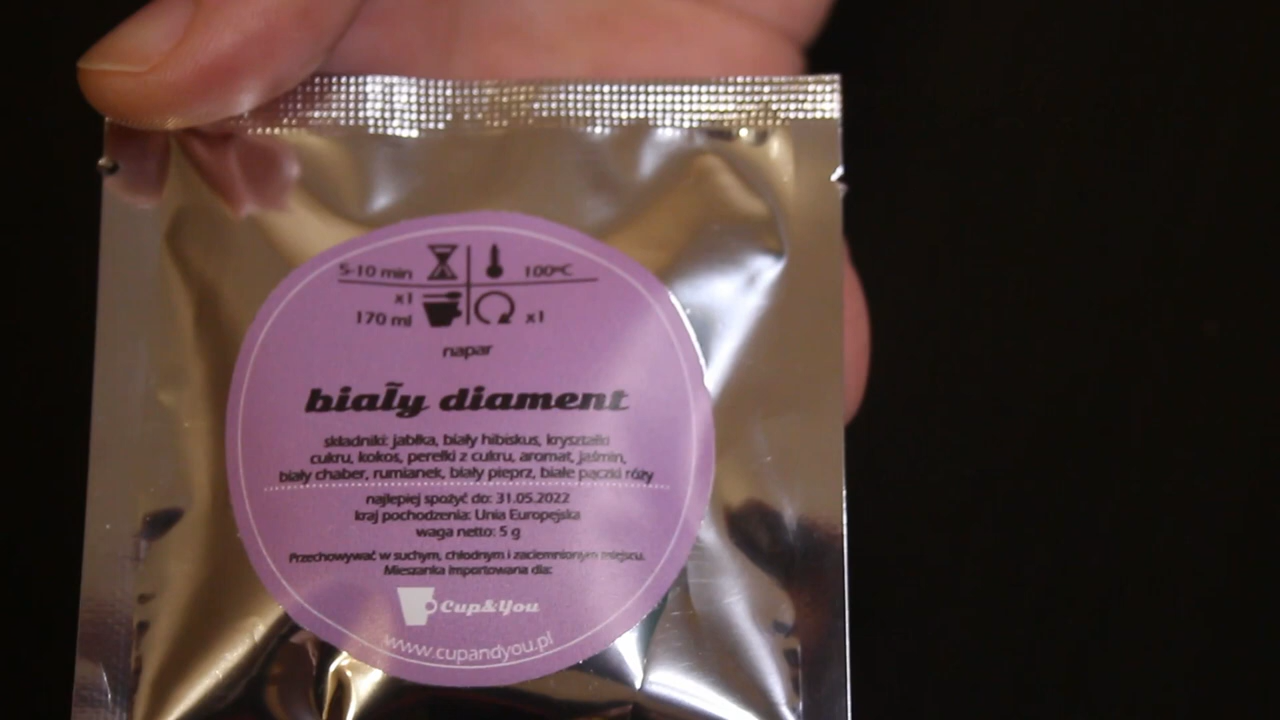 5-10 min 100°C
x1
170 ml x1
napar
biały diament
składniki: jabłka, biały hibiskus, kryształki
cukru, kokos, perełki z cukru, aromat, jaśmin,
biały chaber, rumianek, biały pieprz, białe pączki róży
najlepiej spożyć do: 31.05.2022
kraj pochodzenia: Unia Europejska
waga netto: 5 g
Przechowywać w suchym, chłodnym i zaciemnionym miejscu.
Mieszanka importowana dla:
Cup&You
www.cupandyou.pl